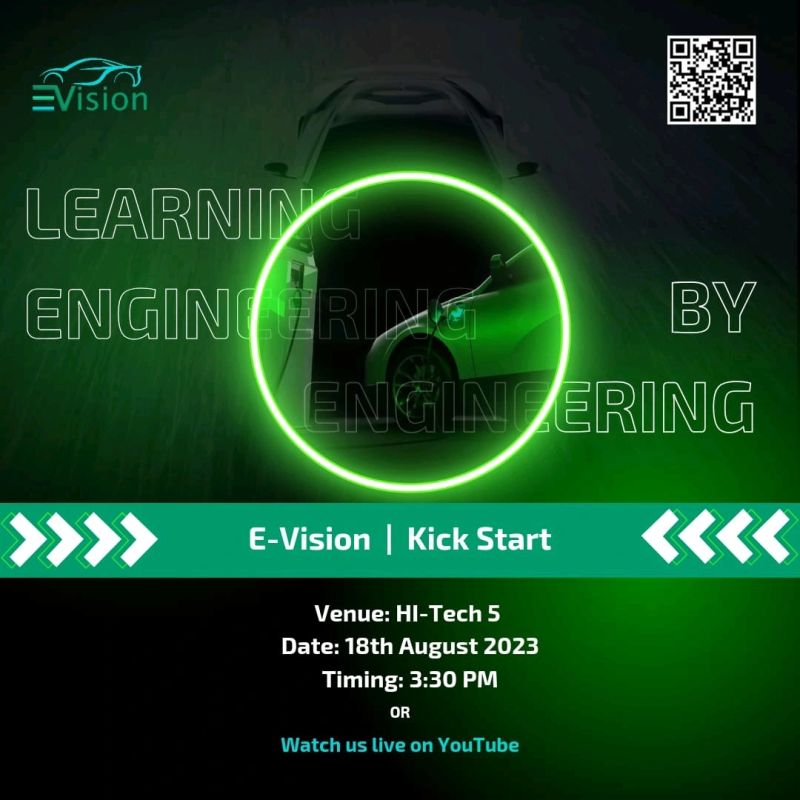 EVision
LEARNING
ENGINEERING
BY
ENGINEERING
E-Vision | Kick Start
Venue: HI-Tech 5
Date: 18th August 2023
Timing: 3:30 PM
OR
Watch us live on YouTube